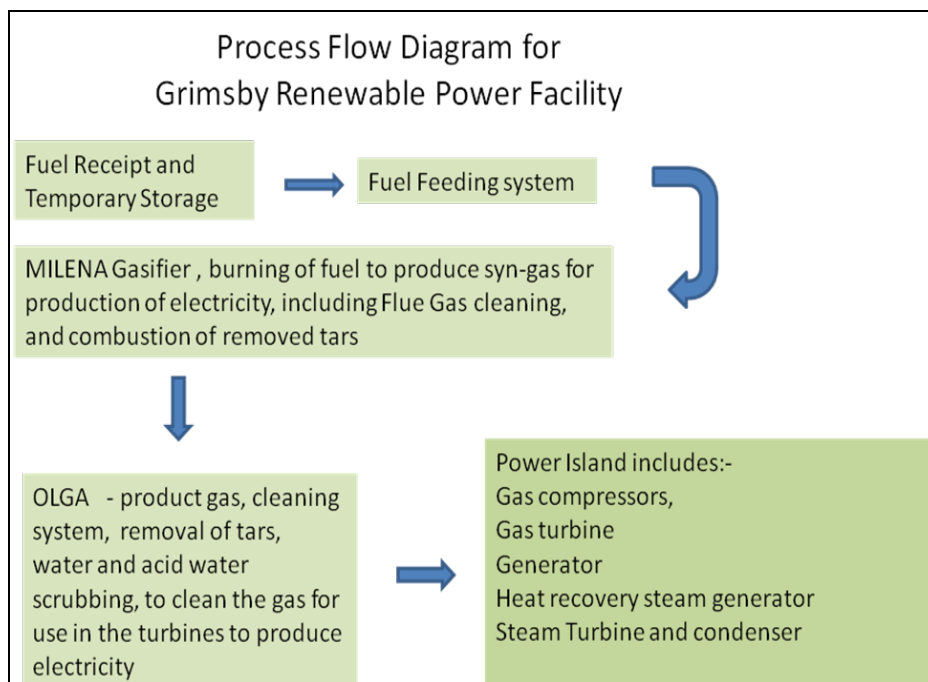 Process Flow Diagram for
Grimsby Renewable Power Facility
Fuel Receipt and
Temporary Storage
Fuel Feeding system
MILENA Gasifier , burning of fuel to produce syn-gas for
production of electricity, including Flue Gas cleaning,
and combustion of removed tars
OLGA - product gas, cleaning
system, removal of tars,
water and acid water
scrubbing, to clean the gas for
use in the turbines to produce
electricity
Power Island includes:-
Gas compressors,
Gas turbine
Generator
Heat recovery steam generator
Steam Turbine and condenser